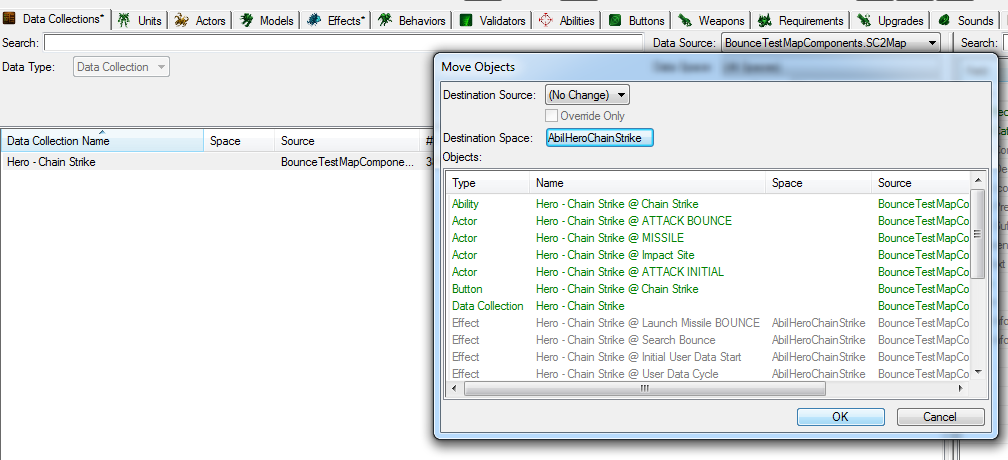 Data Collections* Units Actors Models Effects* Behaviors Validators Abilities Buttons Weapons Requirements Upgrades Sounds
Search: Data Source: BounceTestMapComponents.SC2Map Search:
Data Type: Data Collection
Move Objects
Destination Source: (No Change)
Override Only
Destination Space: AbilHeroChainStrike
Objects:
Data Collection Name Space Source #
Hero - Chain Strike BounceTestMapCompone... 3
Type Name Space Source
Ability Hero - Chain Strike @ Chain Strike BounceTestMapCo
Actor Hero - Chain Strike @ ATTACK BOUNCE BounceTestMapCo
Actor Hero - Chain Strike @ MISSILE BounceTestMapCo
Actor Hero - Chain Strike @ Impact Site BounceTestMapCo
Actor Hero - Chain Strike @ ATTACK INITIAL BounceTestMapCo
Button Hero - Chain Strike @ Chain Strike BounceTestMapCo
Data Collection Hero - Chain Strike BounceTestMapCo
Effect Hero - Chain Strike @ Launch Missile BOUNCE AbilHeroChainStrike BounceTestMapCo
Effect Hero - Chain Strike @ Search Bounce AbilHeroChainStrike BounceTestMapCo
Effect Hero - Chain Strike @ Initial User Data Start AbilHeroChainStrike BounceTestMapCo
Effect Hero - Chain Strike @ User Data Cycle AbilHeroChainStrike BounceTestMapCo
OK Cancel